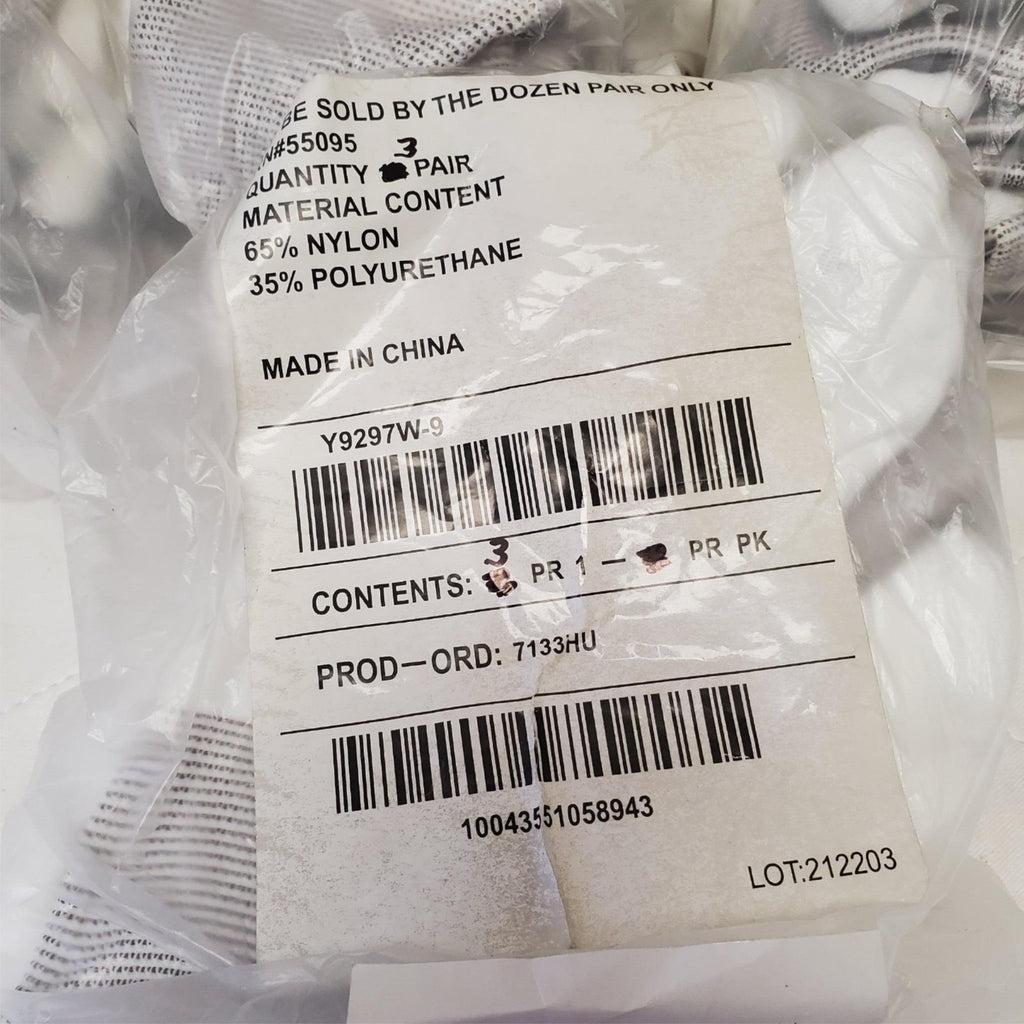 BE SOLD BY THE DOZEN PAIR ONLY
N#55095
QUANTITY 3 PAIR
MATERIAL CONTENT
65% NYLON
35% POLYURETHANE
MADE IN CHINA
Y9297W-9
CONTENTS: 3 PR 1 — PR PK
PROD—ORD: 7133HU
10043551058943
LOT:212203